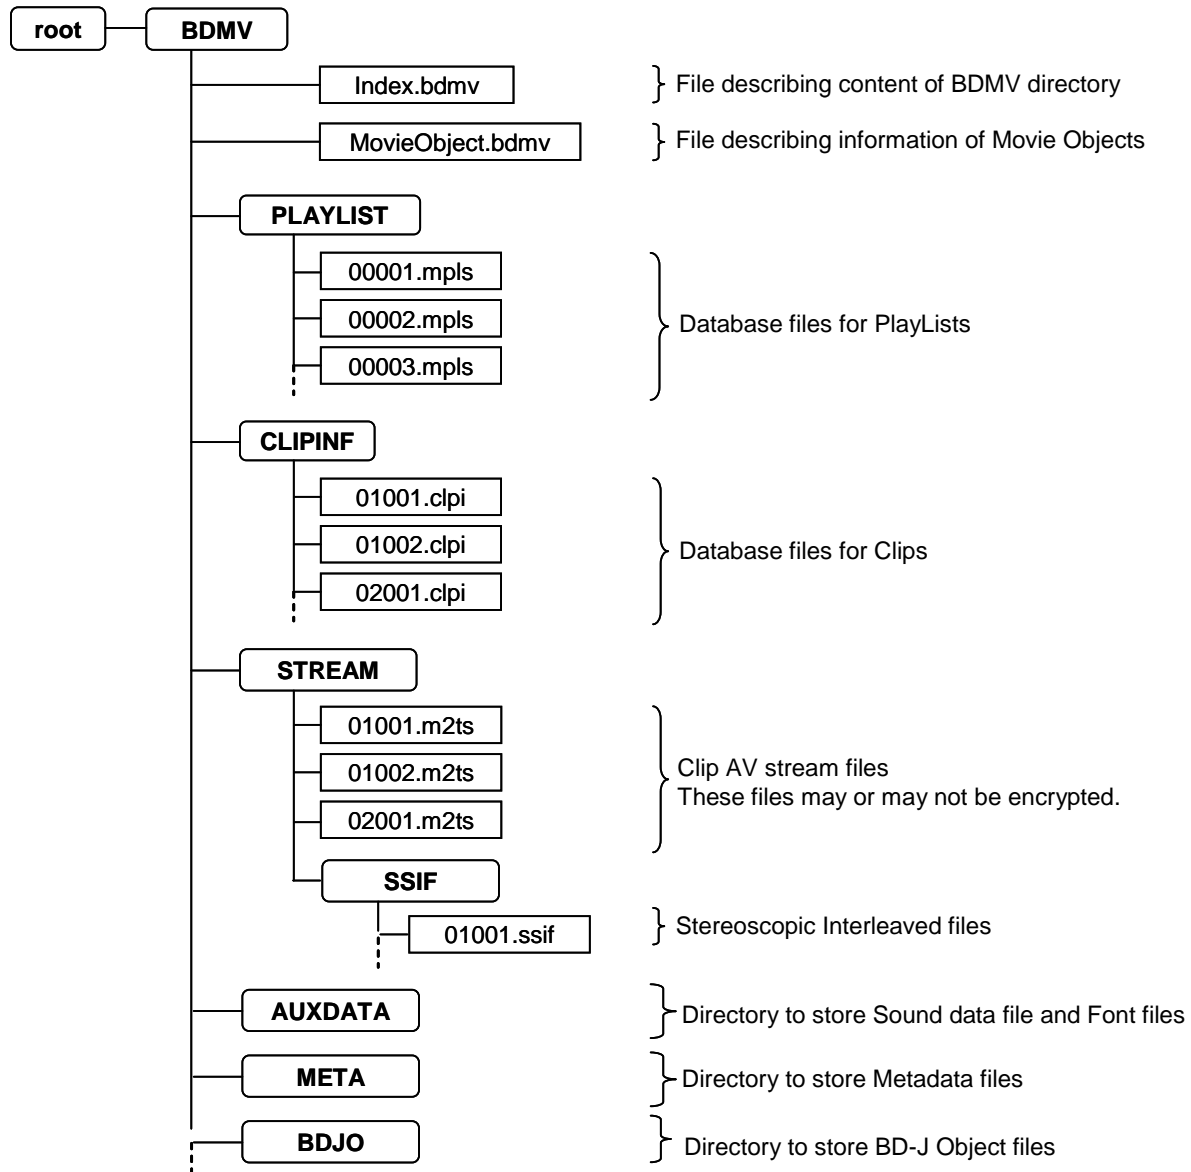 root
BDMV
Index.bdmv
File describing content of BDMV directory
MovieObject.bdmv
File describing information of Movie Objects
PLAYLIST
00001.mpls
00002.mpls
00003.mpls
Database files for PlayLists
CLIPINF
01001.clpi
01002.clpi
02001.clpi
Database files for Clips
STREAM
01001.m2ts
01002.m2ts
02001.m2ts
Clip AV stream files
These files may or may not be encrypted.
SSIF
01001.ssif
Stereoscopic Interleaved files
AUXDATA
Directory to store Sound data file and Font files
META
Directory to store Metadata files
BDJO
Directory to store BD-J Object files